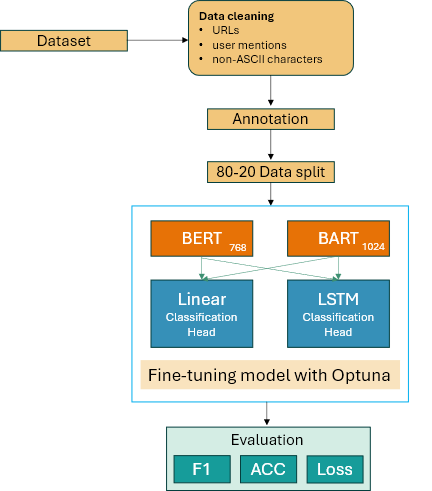 Dataset
Data cleaning
• URLs
• user mentions
• non-ASCII characters
Annotation
80-20 Data split
BERT 768
BART 1024
Linear
Classification
Head
LSTM
Classification
Head
Fine-tuning model with Optuna
Evaluation
F1
ACC
Loss